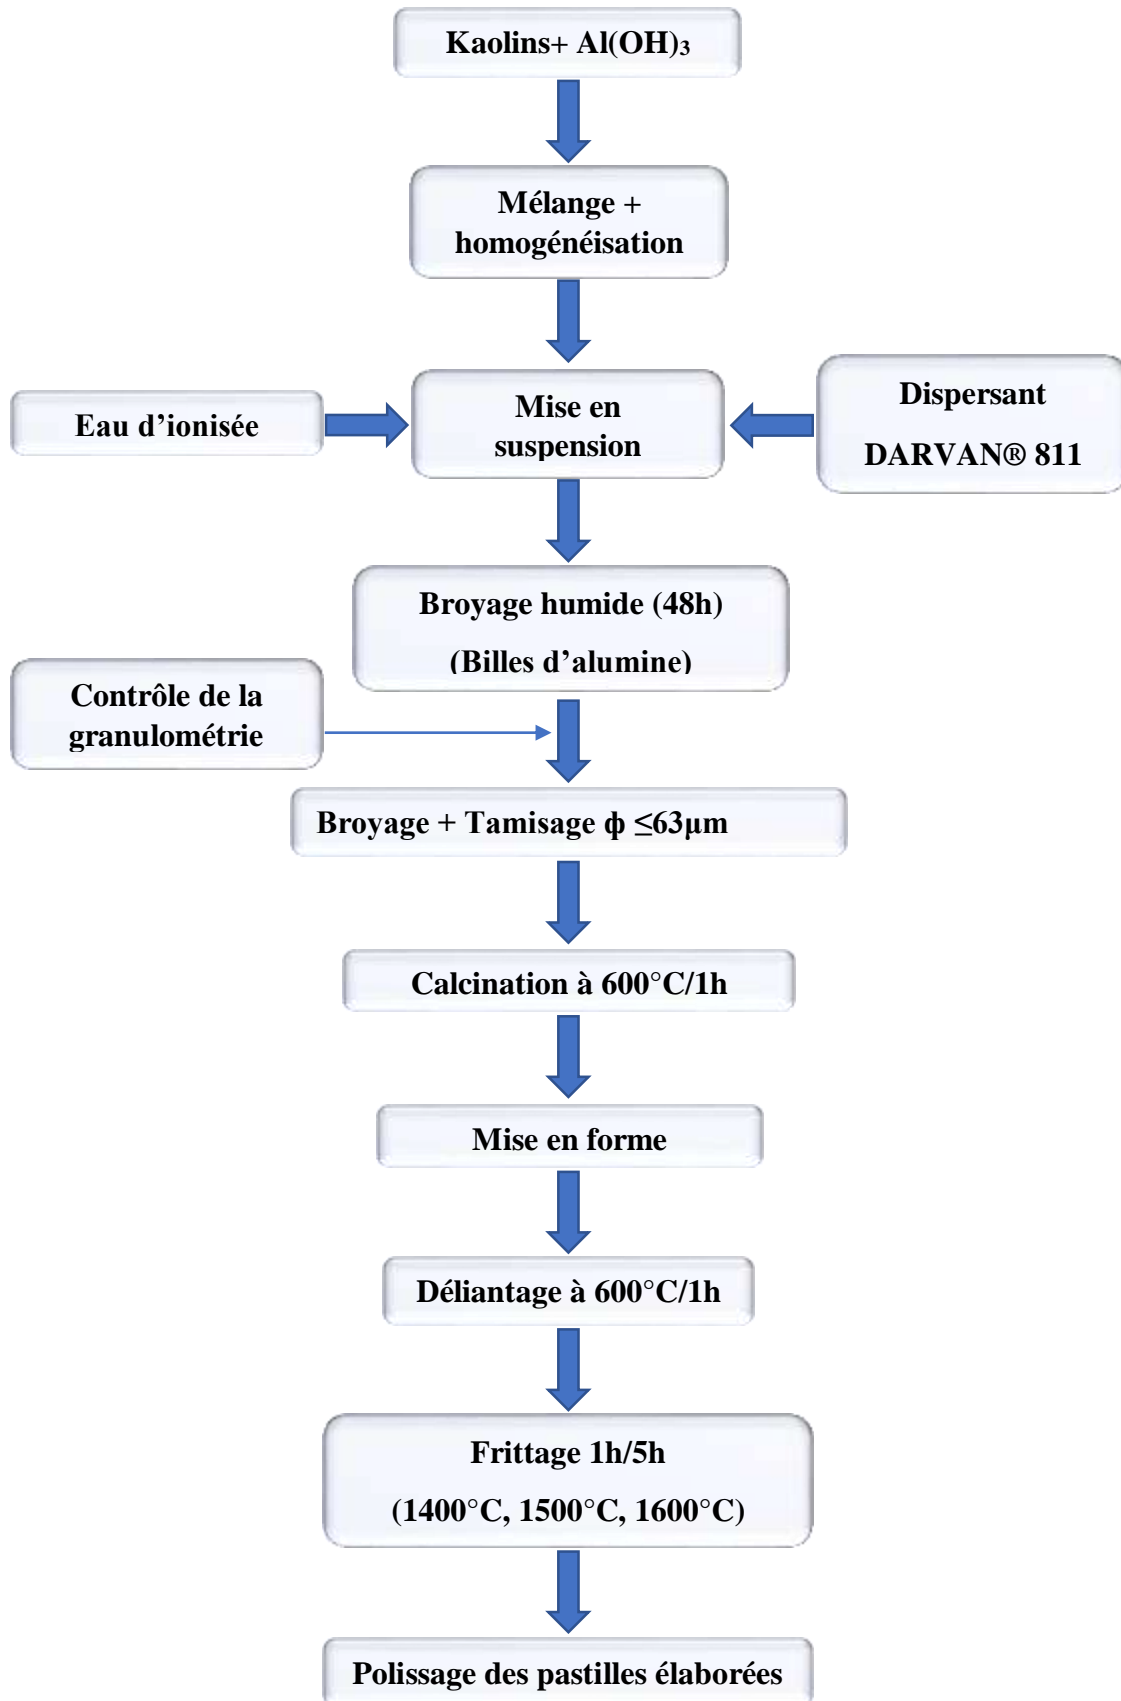 Kaolins+ Al(OH)₃
Mélange +
homogénéisation
Eau d’ionisée
Mise en
suspension
Dispersant
DARVAN® 811
Broyage humide (48h)
(Billes d’alumine)
Contrôle de la
granulométrie
Broyage + Tamisage ф ≤63µm
Calcination à 600°C/1h
Mise en forme
Déliantage à 600°C/1h
Frittage 1h/5h
(1400°C, 1500°C, 1600°C)
Polissage des pastilles élaborées